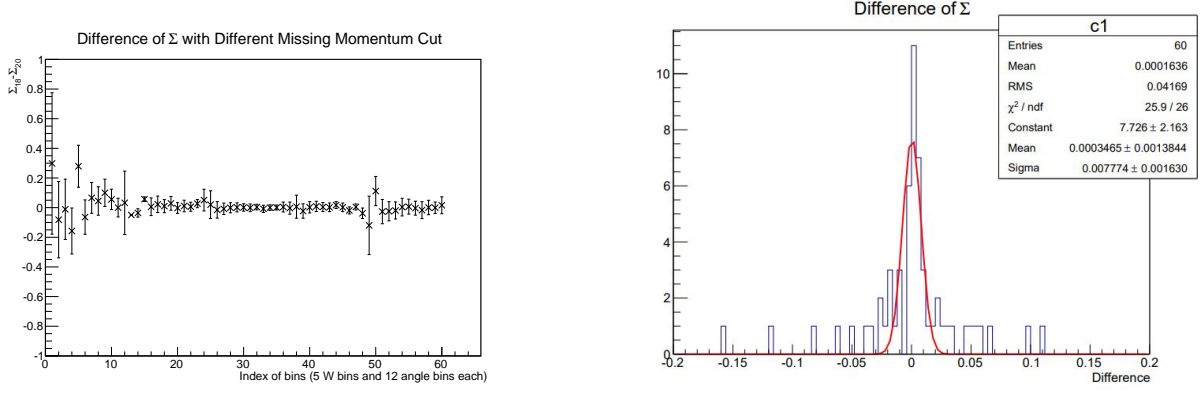 Difference of Σ with Different Missing Momentum Cut
Σ18-Σ20
1
0.8
0.6
0.4
0.2
0
-0.2
-0.4
-0.6
-0.8
-1
0 10 20 30 40 50 60
Index of bins (5 W bins and 12 angle bins each)
Difference of Σ
c1
Entries 60
Mean 0.0001636
RMS 0.04169
χ² / ndf 25.9 / 26
Constant 7.726 ± 2.163
Mean 0.0003465 ± 0.0013844
Sigma 0.007774 ± 0.001630
10
8
6
4
2
0
-0.2 -0.15 -0.1 -0.05 0 0.05 0.1 0.15 0.2
Difference